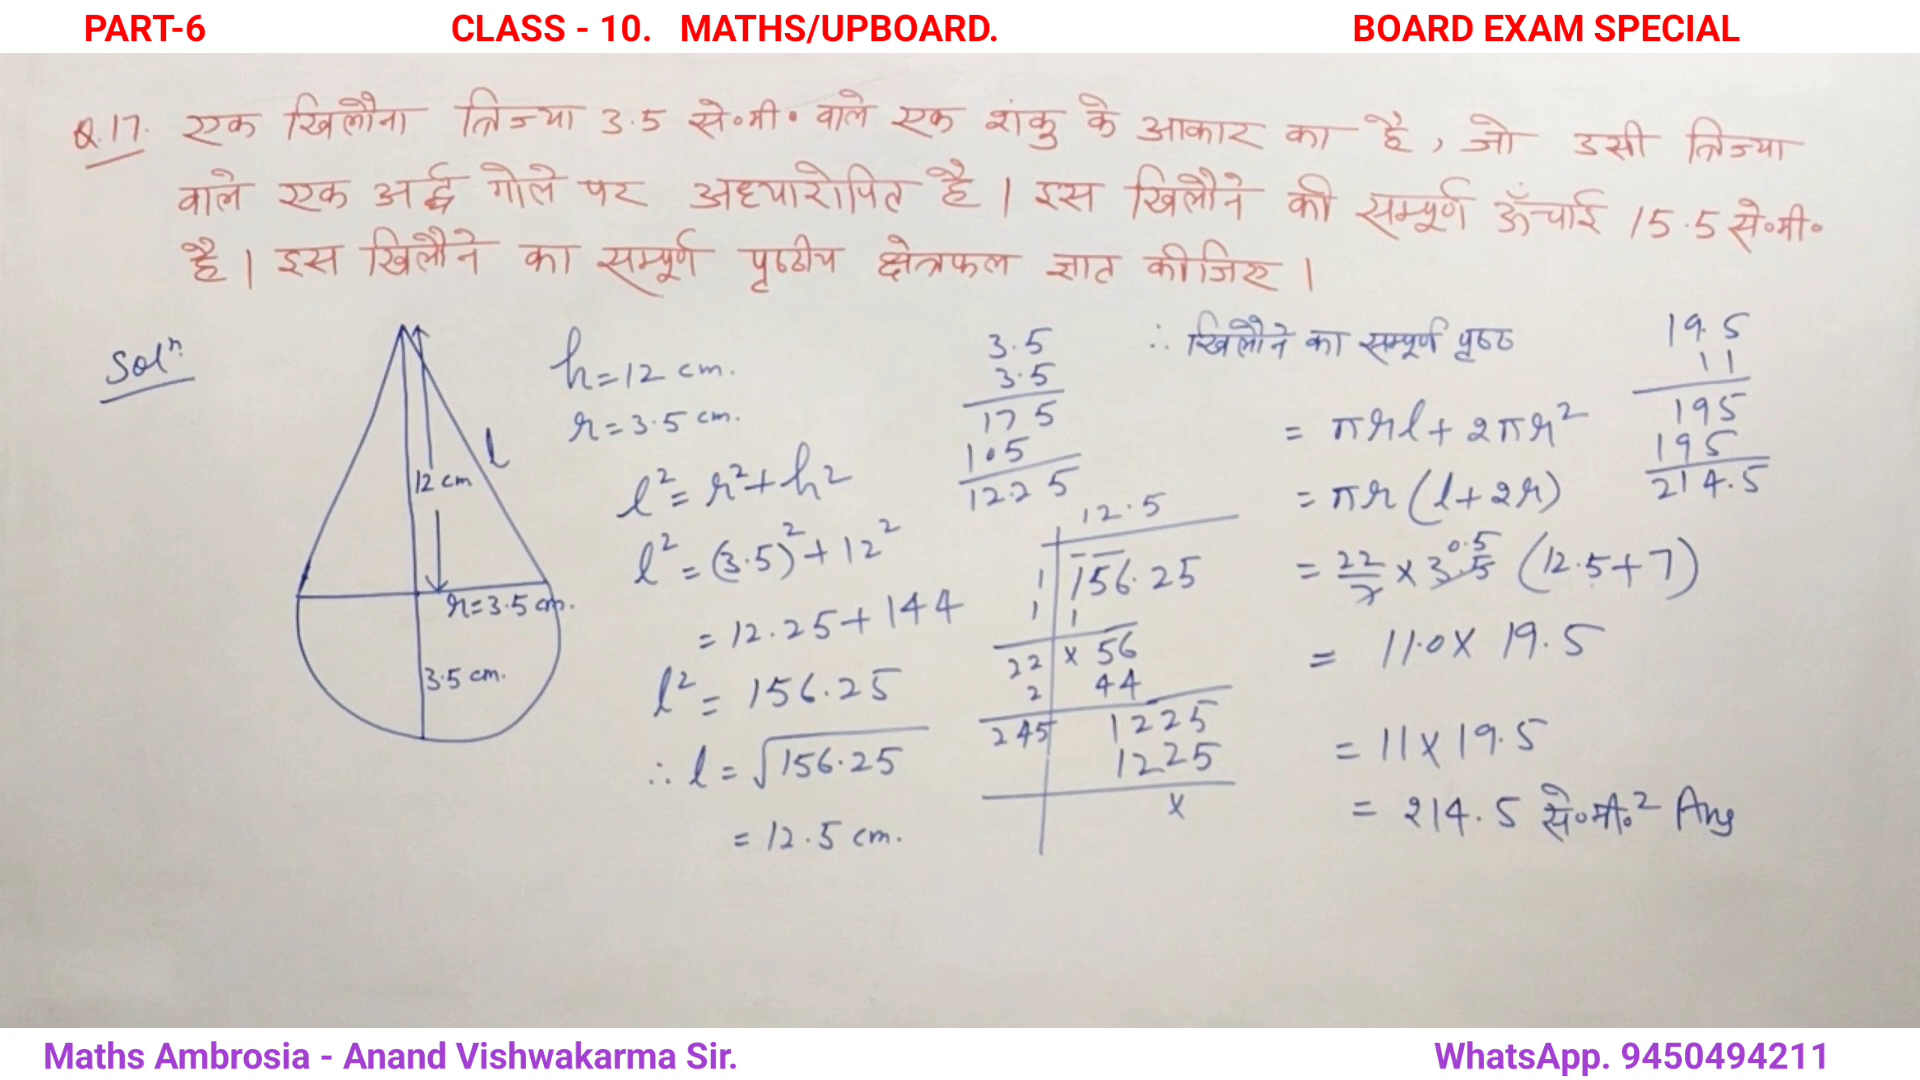 PART-6 CLASS - 10. MATHS/UPBOARD. BOARD EXAM SPECIAL
Q.17. एक खिलौना त्रिज्या 3.5 से॰मी॰ वाले एक शंकु के आकार का है, जो उसी त्रिज्या
वाले एक अर्द्ध गोले पर अध्यारोपित है। इस खिलौने की सम्पूर्ण ऊँचाई 15.5 से॰मी॰
है। इस खिलौने का सम्पूर्ण पृष्ठीय क्षेत्रफल ज्ञात कीजिए।
Solⁿ.
12 cm
l
r=3.5 cm.
3.5 cm.
h=12 cm.
r=3.5 cm.
l²=r²+h²
l²=(3.5)²+12²
=12.25+144
l²=156.25
∴ l=√156.25
=12.5 cm.
3.5
3.5
175
105
12.25
12.5
1 156.25
1 1
22 × 56
2 44
245 1225
1225
×
∴ खिलौने का सम्पूर्ण पृष्ठ
= πrl+2πr²
= πr(l+2r)
= 22/7 × 3.5 0.5 (12.5+7)
= 11.0 × 19.5
= 11 × 19.5
= 214.5 से॰मी॰² Ans
19.5
11
195
195
214.5
Maths Ambrosia - Anand Vishwakarma Sir. WhatsApp. 9450494211